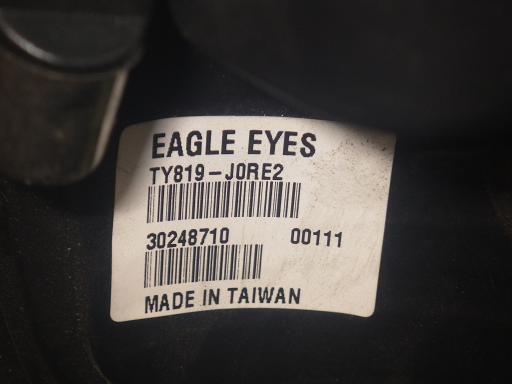 EAGLE EYES
TY819-J0RE2
30248710 00111
MADE IN TAIWAN